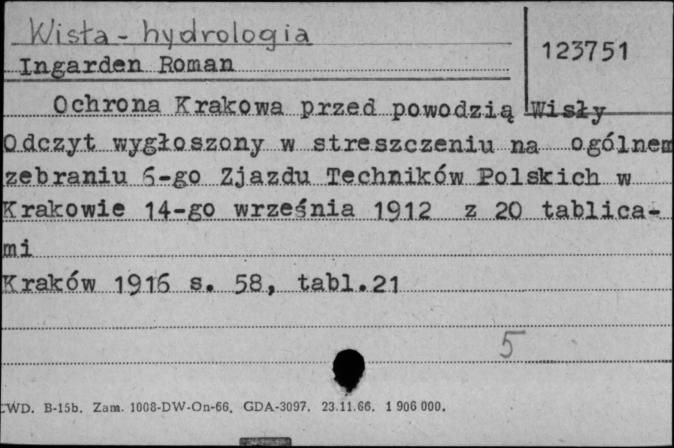 Wisła - hydrologia
123751
Ingarden Roman
Ochrona Krakowa przed powodzią Wisły
Odczyt wygłoszony w streszczeniu na ogólnem
zebraniu 6-go Zjazdu Techników Polskich w
Krakowie 14-go września 1912 z 20 tablica-
mi
Kraków 1916 s. 58, tabl.21
5
CWD. B-15b. Zam. 1008-DW-On-66. GDA-3097. 23.11.66. 1 906 000.